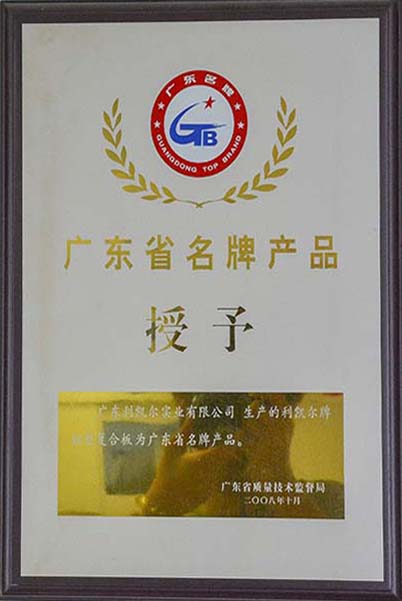 广东名牌
GTB
GUANGDONG TOP BRAND
广东省名牌产品
授予
广东利凯尔实业有限公司 生产的利凯尔牌
复合板为广东省名牌产品。
广东省质量技术监督局
二〇〇八年十月